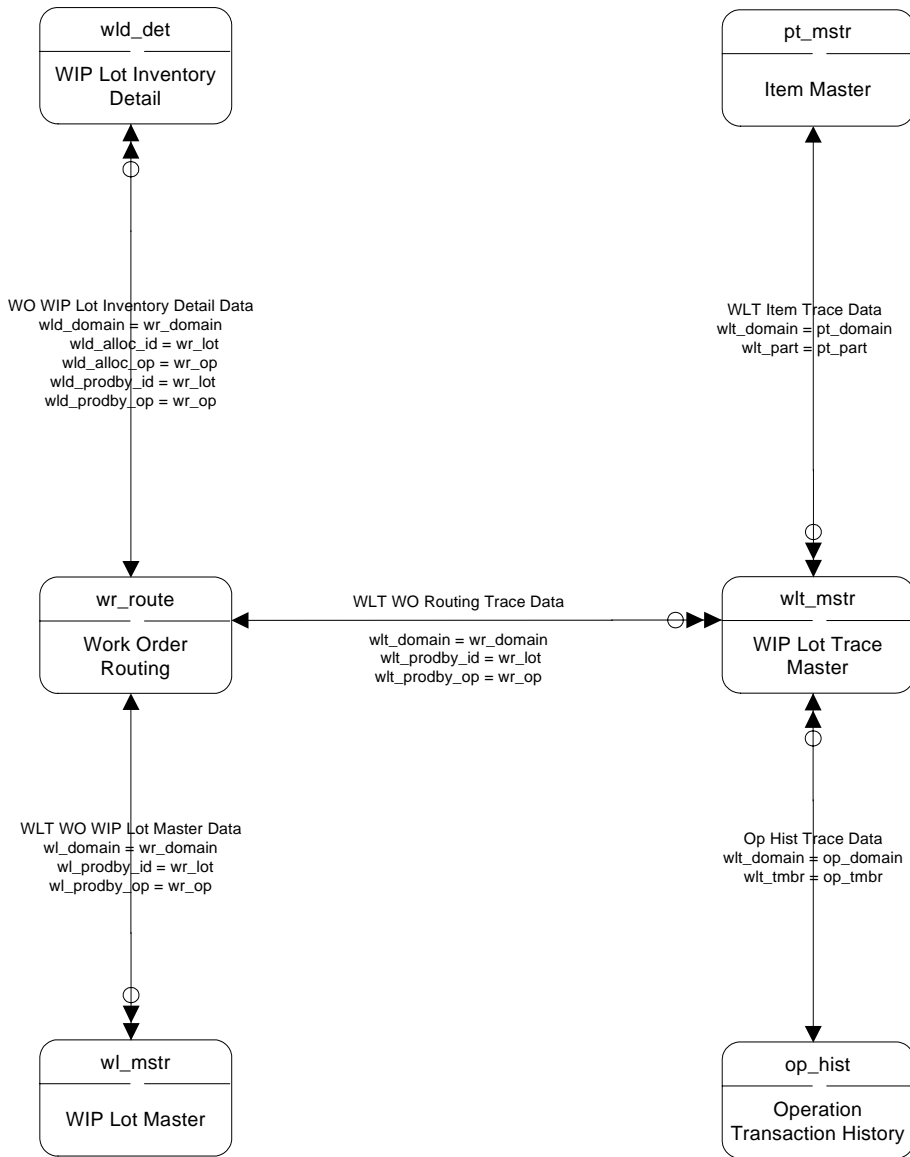 wld_det
WIP Lot Inventory
Detail
pt_mstr
Item Master
WO WIP Lot Inventory Detail Data
wld_domain = wr_domain
wld_alloc_id = wr_lot
wld_alloc_op = wr_op
wld_prodby_id = wr_lot
wld_prodby_op = wr_op
WLT Item Trace Data
wlt_domain = pt_domain
wlt_part = pt_part
wr_route
Work Order
Routing
WLT WO Routing Trace Data
wlt_domain = wr_domain
wlt_prodby_id = wr_lot
wlt_prodby_op = wr_op
wlt_mstr
WIP Lot Trace
Master
WLT WO WIP Lot Master Data
wl_domain = wr_domain
wl_prodby_id = wr_lot
wl_prodby_op = wr_op
Op Hist Trace Data
wlt_domain = op_domain
wlt_tmbr = op_tmbr
wl_mstr
WIP Lot Master
op_hist
Operation
Transaction History